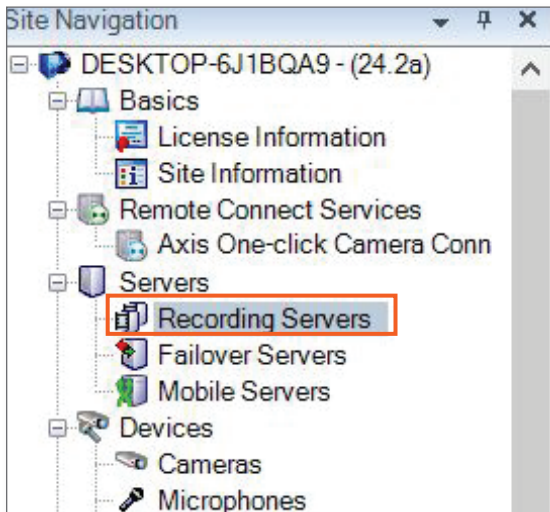 Site Navigation
DESKTOP-6J1BQA9 - (24.2a)
Basics
License Information
Site Information
Remote Connect Services
Axis One-click Camera Conn
Servers
Recording Servers
Failover Servers
Mobile Servers
Devices
Cameras
Microphones